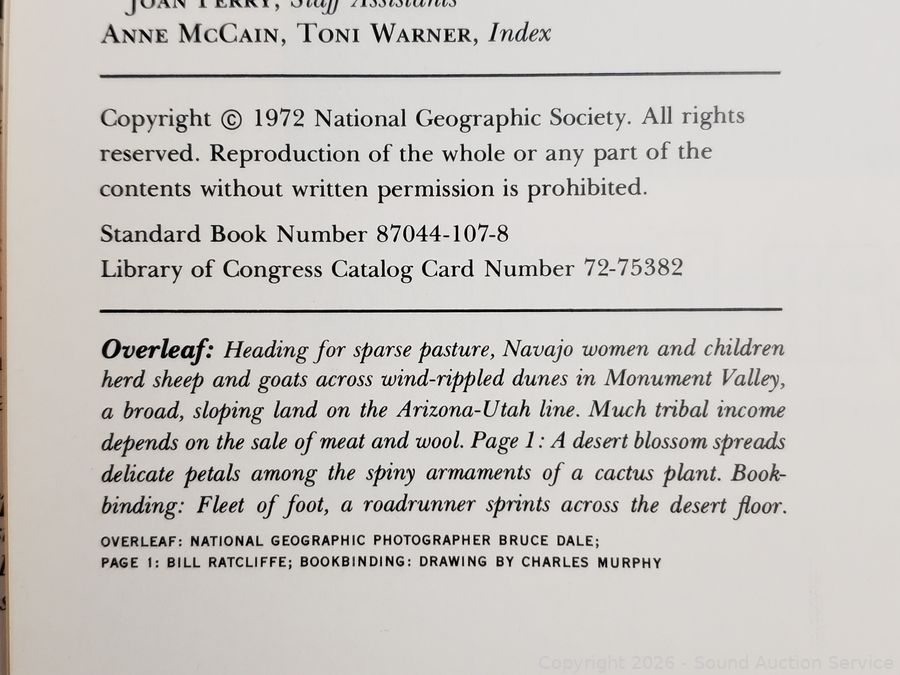 JOAN PERRY, Staff Assistants
ANNE MCCAIN, TONI WARNER, Index
Copyright © 1972 National Geographic Society. All rights
reserved. Reproduction of the whole or any part of the
contents without written permission is prohibited.
Standard Book Number 87044-107-8
Library of Congress Catalog Card Number 72-75382
Overleaf: Heading for sparse pasture, Navajo women and children
herd sheep and goats across wind-rippled dunes in Monument Valley,
a broad, sloping land on the Arizona-Utah line. Much tribal income
depends on the sale of meat and wool. Page 1: A desert blossom spreads
delicate petals among the spiny armaments of a cactus plant. Book-
binding: Fleet of foot, a roadrunner sprints across the desert floor.
OVERLEAF: NATIONAL GEOGRAPHIC PHOTOGRAPHER BRUCE DALE;
PAGE 1: BILL RATCLIFFE; BOOKBINDING: DRAWING BY CHARLES MURPHY
Copyright 2026 - Sound Auction Service